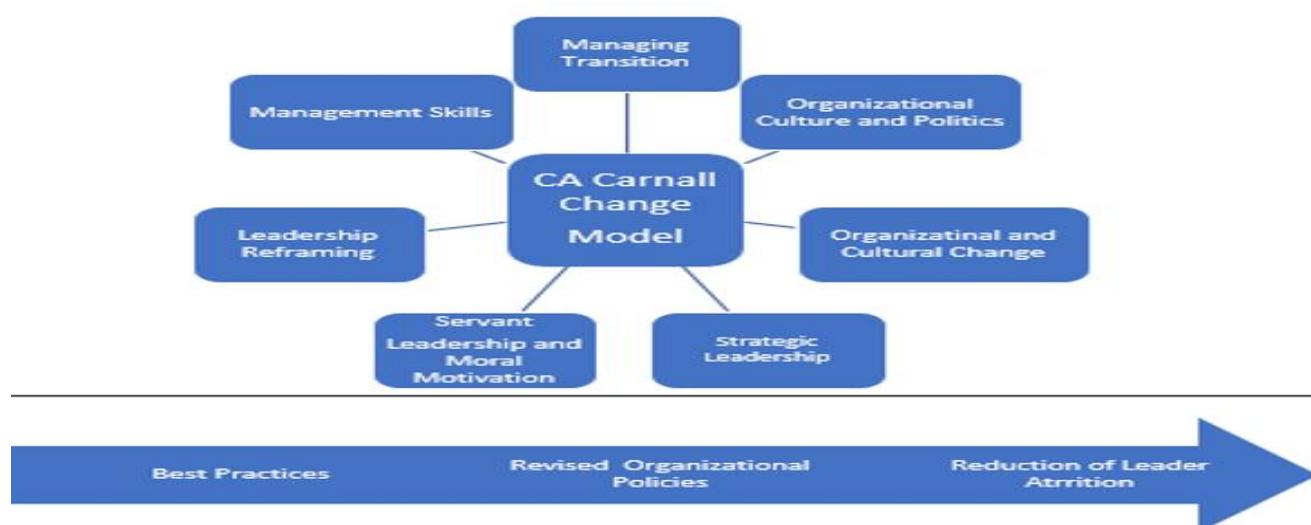 Managing
Transition
Management Skills
Organizational
Culture and Politics
CA Carnall
Change
Model
Leadership
Reframing
Organizatinal and
Cultural Change
Servant
Leadership and
Moral
Motivation
Strategic
Leadership
Best Practices
Revised Organizational
Policies
Reduction of Leader
Atrrition